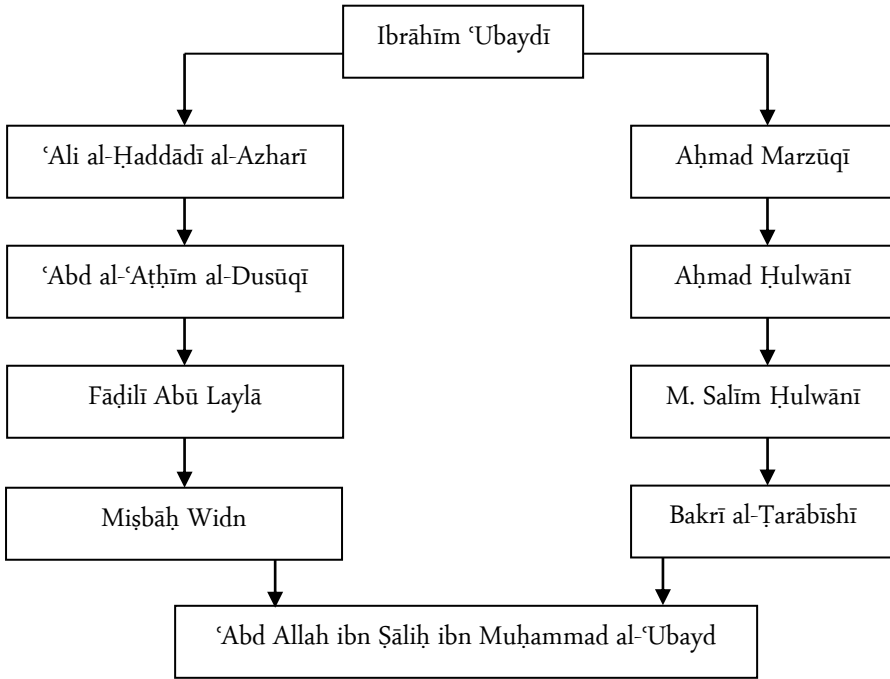 Ibrāhīm ʿUbaydī
ʿAli al-Ḥaddādī al-Azharī
Aḥmad Marzūqī
ʿAbd al-ʿAṭhīm al-Dusūqī
Aḥmad Ḥulwānī
Fāḍilī Abū Laylā
M. Salīm Ḥulwānī
Miṣbāḥ Widn
Bakrī al-Ṭarābīshī
ʿAbd Allah ibn Ṣāliḥ ibn Muḥammad al-ʿUbayd